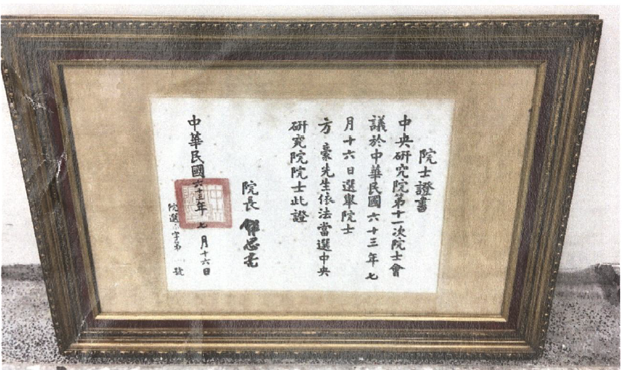 院士證書
中央研究院第十一次院士會
議於中華民國六十三年七
月十六日選舉院士
方豪先生依法當選中央
研究院院士此證
院長 錢思亮
中華民國六十三年七月十六日
院選字第 號